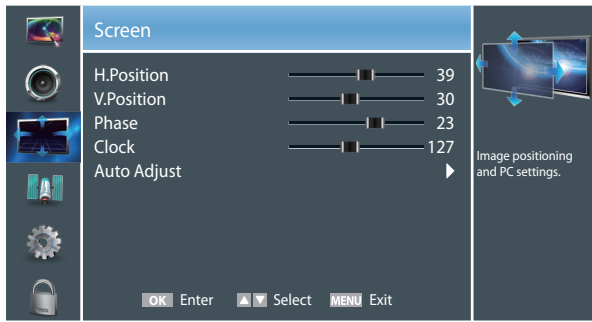 Screen
H.Position 39
V.Position 30
Phase 23
Clock 127
Auto Adjust
Image positioning
and PC settings.
OK Enter ▲ ▼ Select MENU Exit